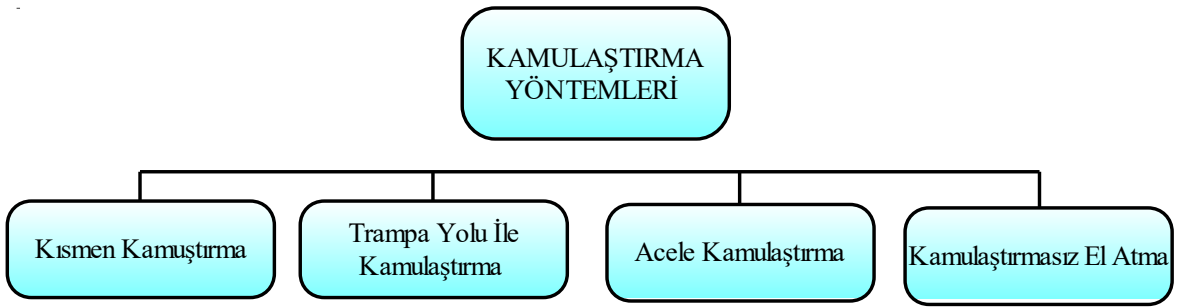 KAMULAŞTIRMA
YÖNTEMLERİ
Kısmen Kamuştırma
Trampa Yolu İle
Kamulaştırma
Acele Kamulaştırma
Kamulaştırmasız El Atma